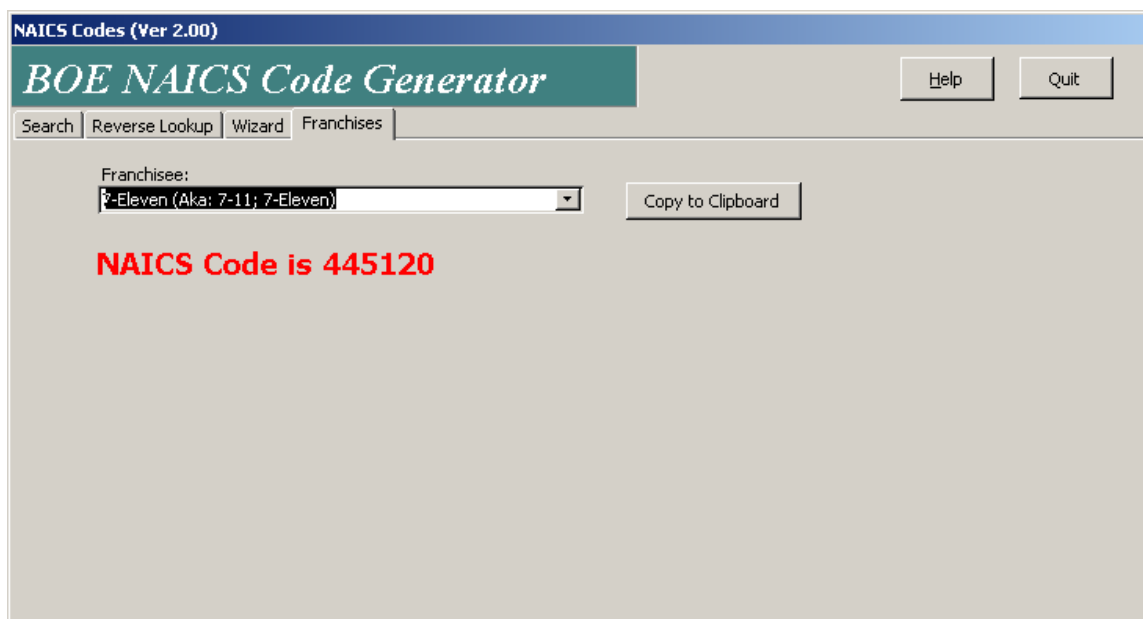 NAICS Codes (Ver 2.00)
BOE NAICS Code Generator
Help
Quit
Search
Reverse Lookup
Wizard
Franchises
Franchisee:
7-Eleven (Aka: 7-11; 7-Eleven)
Copy to Clipboard
NAICS Code is 445120